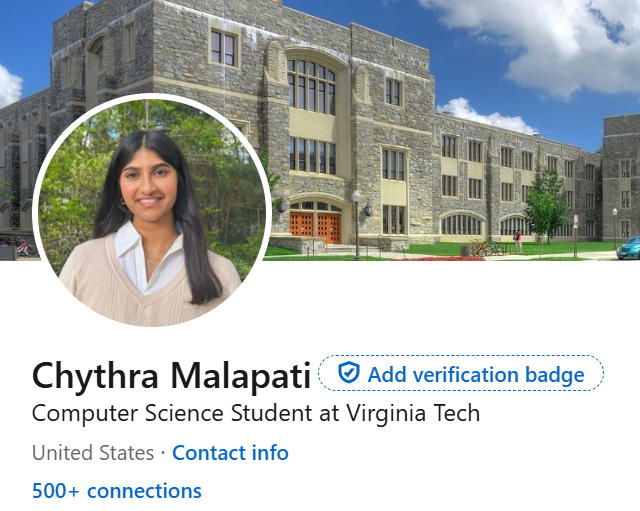 Chythra Malapati Add verification badge
Computer Science Student at Virginia Tech
United States · Contact info
500+ connections